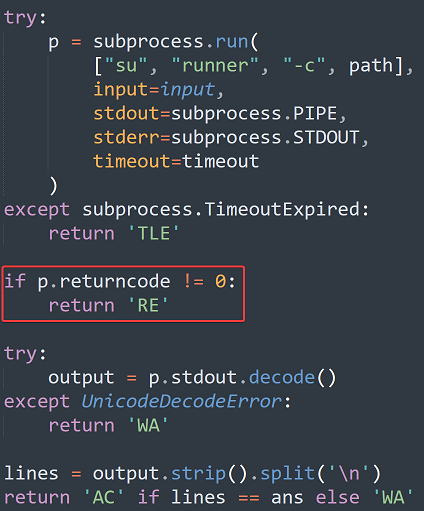 try:
    p = subprocess.run(
        ["su", "runner", "-c", path],
        input=input,
        stdout=subprocess.PIPE,
        stderr=subprocess.STDOUT,
        timeout=timeout
    )
except subprocess.TimeoutExpired:
    return 'TLE'

if p.returncode != 0:
    return 'RE'

try:
    output = p.stdout.decode()
except UnicodeDecodeError:
    return 'WA'

lines = output.strip().split('\n')
return 'AC' if lines == ans else 'WA'